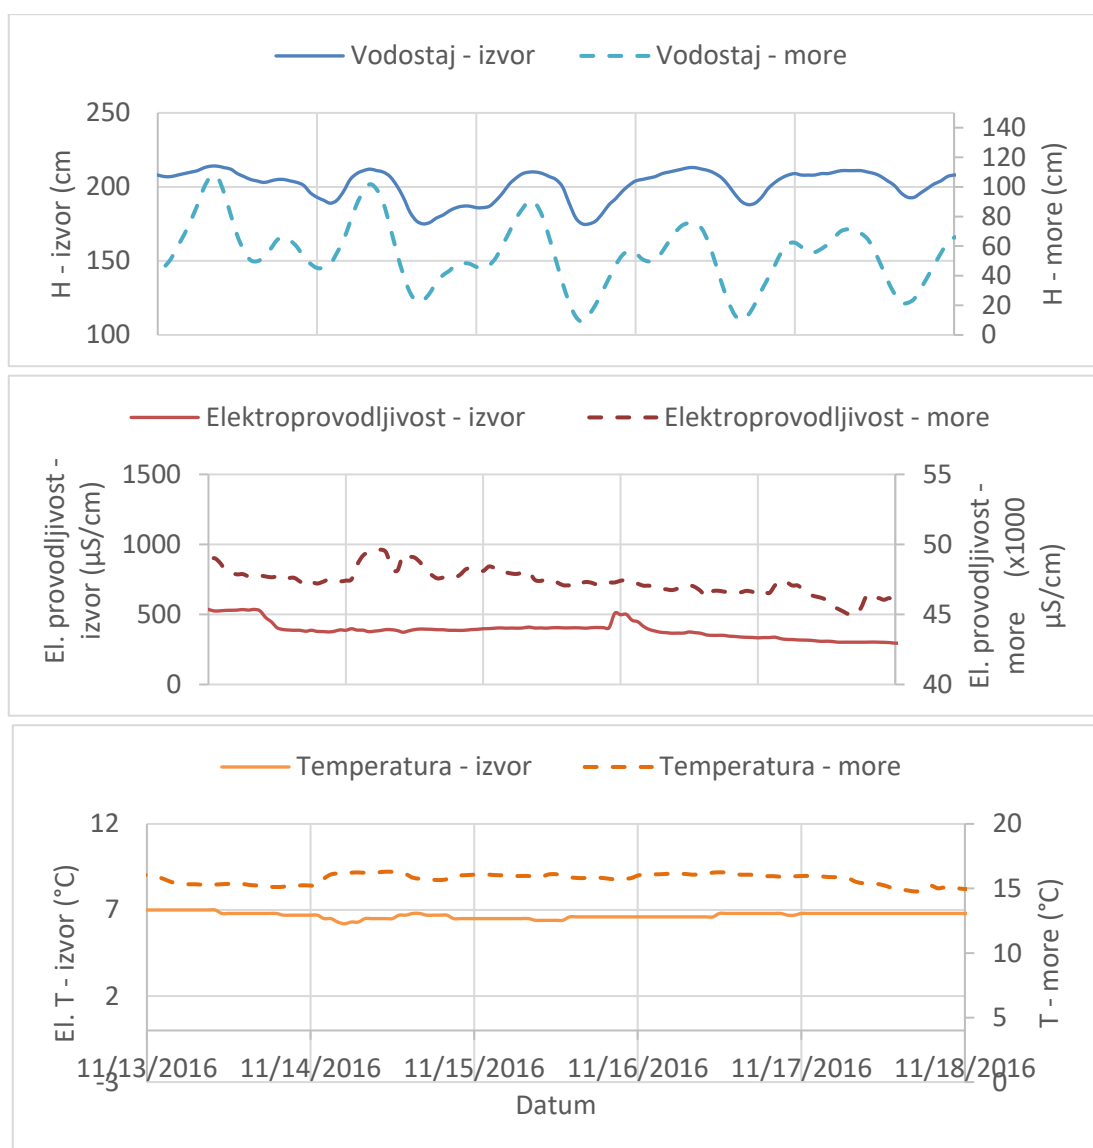 Vodostaj - izvor Vodostaj - more
250
200
150
100
H - izvor (cm
140
120
100
80
60
40
20
0
H - more (cm)
Elektroprovodljivost - izvor Elektroprovodljivost - more
1500
1000
500
0
El. provodljivost -
izvor (µS/cm)
55
50
45
40
El. provodljivost -
more (x1000
µS/cm)
Temperatura - izvor Temperatura - more
12
7
2
-3
El. T - izvor (°C)
20
15
10
5
0
T - more (°C)
11/13/2016 11/14/2016 11/15/2016 11/16/2016 11/17/2016 11/18/2016
Datum